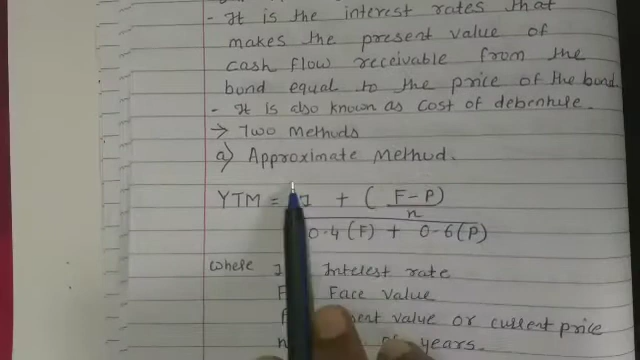 - It is the interest rates that
makes the present value of
cash flow receivable from the
bond equal to the price of the bond
- It is also known as cost of debenture.
→ Two Methods
a) Approximate Method.
YTM = I + (F-P)
n
0.4 (F) + 0.6 (P)
where I Interest rate
F Face Value
P value or current price
n of years.